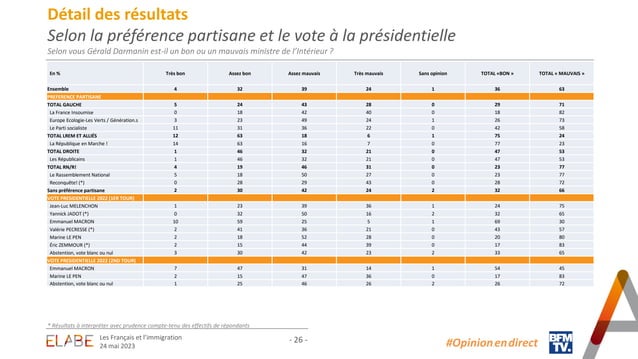 Détail des résultats
Selon la préférence partisane et le vote à la présidentielle
Selon vous Gérald Darmanin est-il un bon ou un mauvais ministre de l'Intérieur ?
En % Très bon Assez bon Assez mauvais Très mauvais Sans opinion TOTAL «BON » TOTAL « MAUVAIS »
Ensemble 4 32 39 24 1 36 63
PREFERENCE PARTISANE
TOTAL GAUCHE 5 24 43 28 0 29 71
La France Insoumise 0 18 42 40 0 18 82
Europe Ecologie-Les Verts / Génération.s 3 23 49 24 1 26 73
Le Parti socialiste 11 31 36 22 0 42 58
TOTAL LREM ET ALLIÉS 12 63 18 6 1 75 24
La République en Marche ! 14 63 16 7 0 77 23
TOTAL DROITE 1 46 32 21 0 47 53
Les Républicains 1 46 32 21 0 47 53
TOTAL RN/R! 4 19 46 31 0 23 77
Le Rassemblement National 5 18 50 27 0 23 77
Reconquête! (*) 0 28 29 43 0 28 72
Sans préférence partisane 2 30 42 24 2 32 66
VOTE PRESIDENTIELLE 2022 (1ER TOUR)
Jean-Luc MELENCHON 1 23 39 36 1 24 75
Yannick JADOT (*) 0 32 50 16 2 32 65
Emmanuel MACRON 10 59 25 5 1 69 30
Valérie PECRESSE (*) 2 41 36 21 0 43 57
Marine LE PEN 2 18 52 28 0 20 80
Éric ZEMMOUR (*) 2 15 44 39 0 17 83
Abstention, vote blanc ou nul 3 30 42 23 2 33 65
VOTE PRESIDENTIELLE 2022 (2ND TOUR)
Emmanuel MACRON 7 47 31 14 1 54 45
Marine LE PEN 2 15 47 36 0 17 83
Abstention, vote blanc ou nul 1 25 46 26 2 26 72
* Résultats à interpréter avec prudence compte-tenu des effectifs de répondants
ELABE
Les Français et l'immigration
24 mai 2023
- 26 -
#Opinion en direct
BFM
TV.